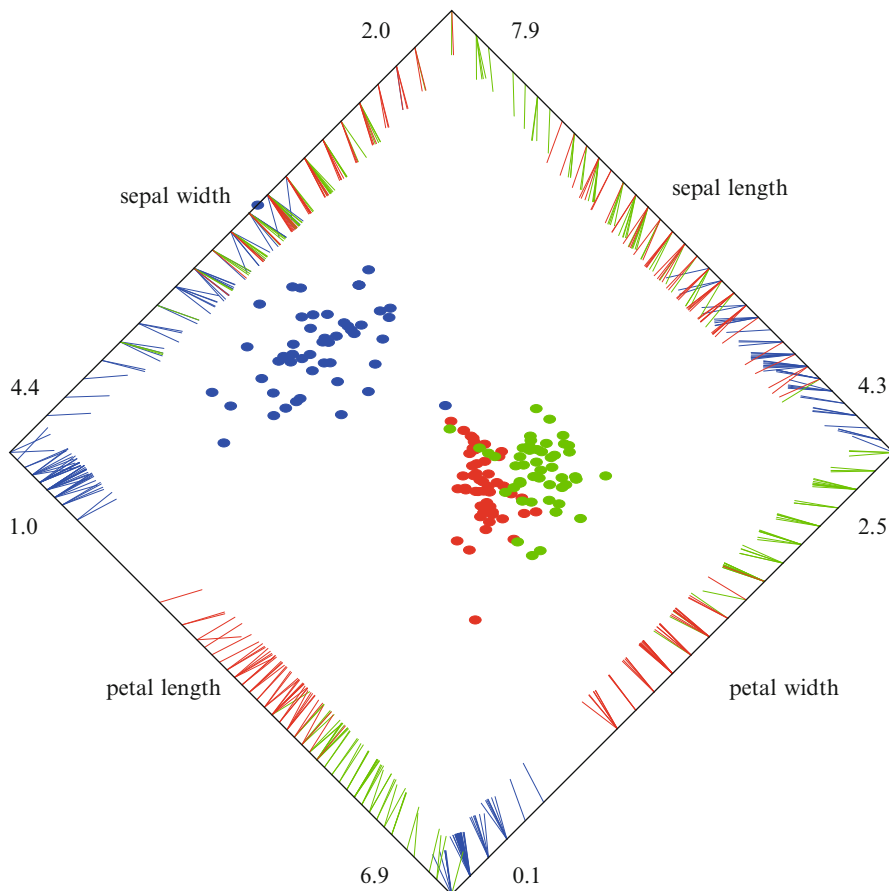 2.0
7.9
sepal width
sepal length
4.4
4.3
1.0
2.5
petal length
petal width
6.9
0.1